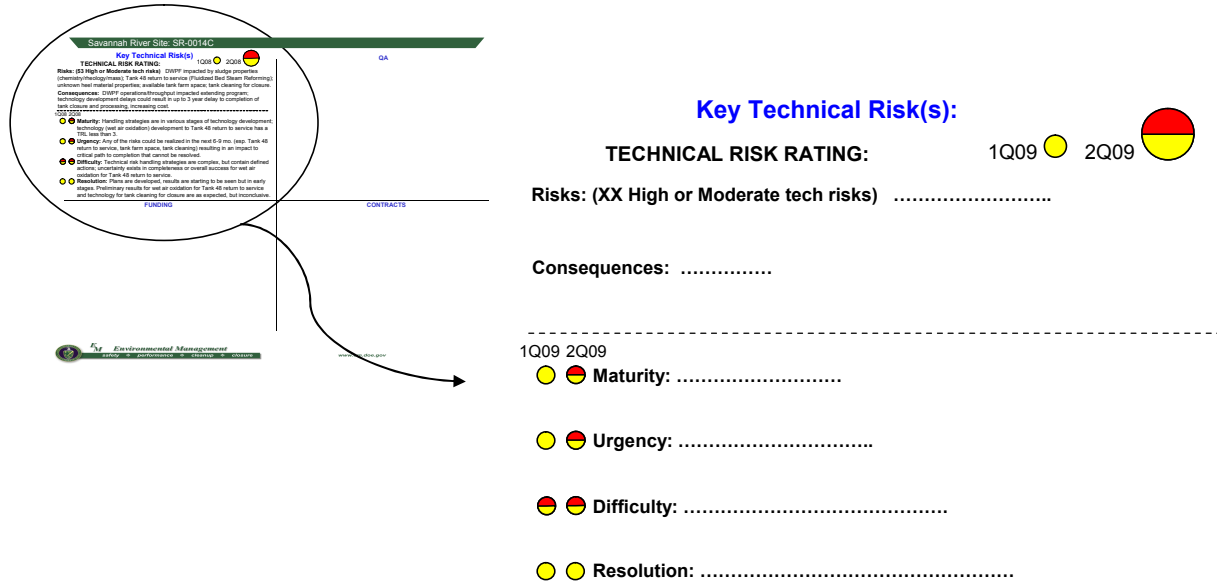 Savannah River Site: SR-0014C
Key Technical Risk(s)
TECHNICAL RISK RATING: 1Q08 2Q08
QA
Risks: (53 High or Moderate tech risks) DWPF impacted by sludge properties
(chemistry/rheology/mass); Tank 48 return to service (Fluidized Bed Steam Reforming);
unknown heel material properties; available tank farm space; tank cleaning for closure.
Consequences: DWPF operations/throughput impacted extending program;
technology development delays could result in up to 3 year delay to completion of
tank closure and processing, increasing cost.
1Q08 2Q08
Maturity: Handling strategies are in various stages of technology development;
technology (wet air oxidation) development to Tank 48 return to service has a
TRL less than 3.
Urgency: Any of the risks could be realized in the next 6-9 mo. (esp. Tank 48
return to service, tank farm space, tank cleaning) resulting in an impact to
critical path to completion that cannot be resolved.
Difficulty: Technical risk handling strategies are complex, but contain defined
actions; uncertainty exists in completeness or overall success for wet air
oxidation for Tank 48 return to service.
Resolution: Plans are developed, results are starting to be seen but in early
stages. Preliminary results for wet air oxidation for Tank 48 return to service
and technology for tank cleaning for closure are as expected, but inconclusive.
FUNDING
CONTRACTS
EM Environmental Management
safety performance cleanup closure
www.em.doe.gov
Key Technical Risk(s):
TECHNICAL RISK RATING: 1Q09 2Q09
Risks: (XX High or Moderate tech risks) ……………………..
Consequences: ……………
1Q09 2Q09
Maturity: ………………………
Urgency: …………………………..
Difficulty: …………………………………….
Resolution: ……………………………………………